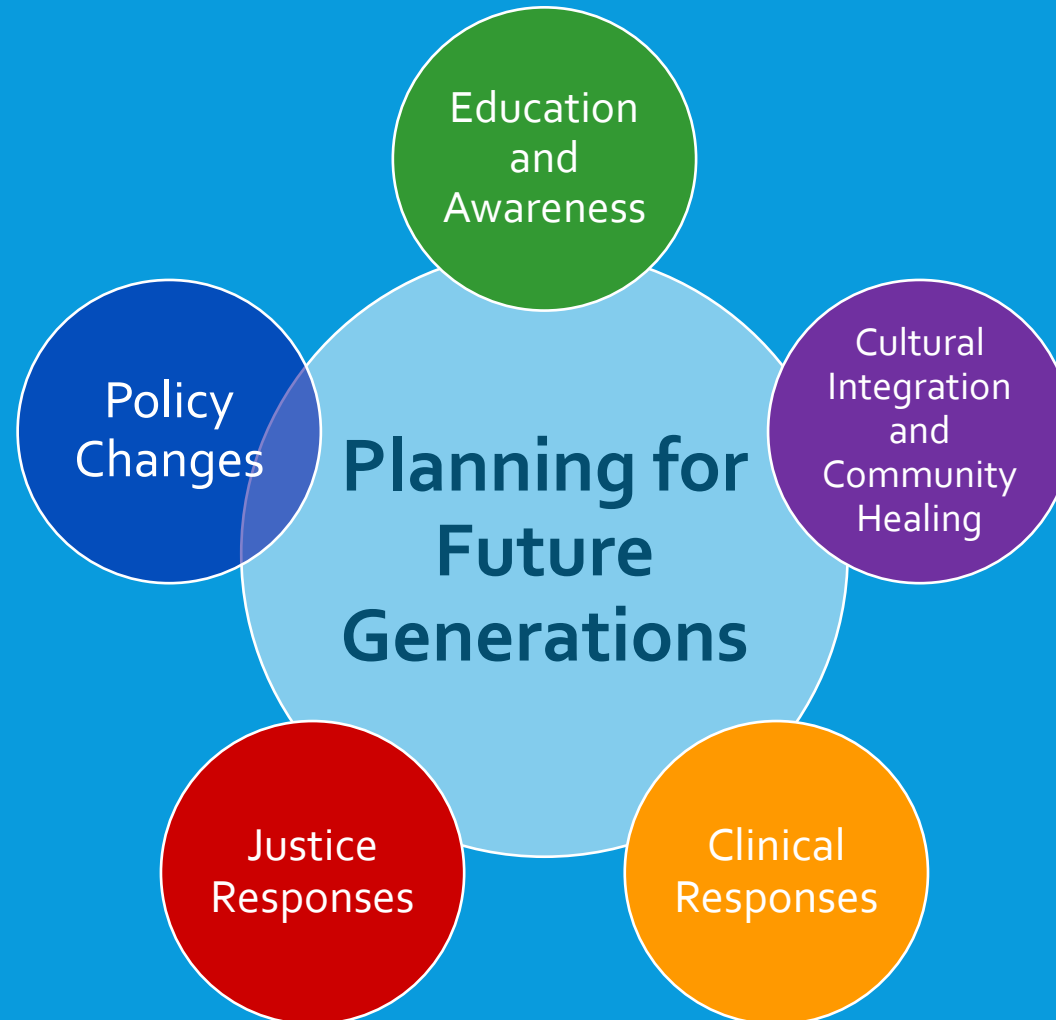 Education
and
Awareness
Cultural
Integration
and
Community
Healing
Policy
Changes
Planning for
Future
Generations
Justice
Responses
Clinical
Responses